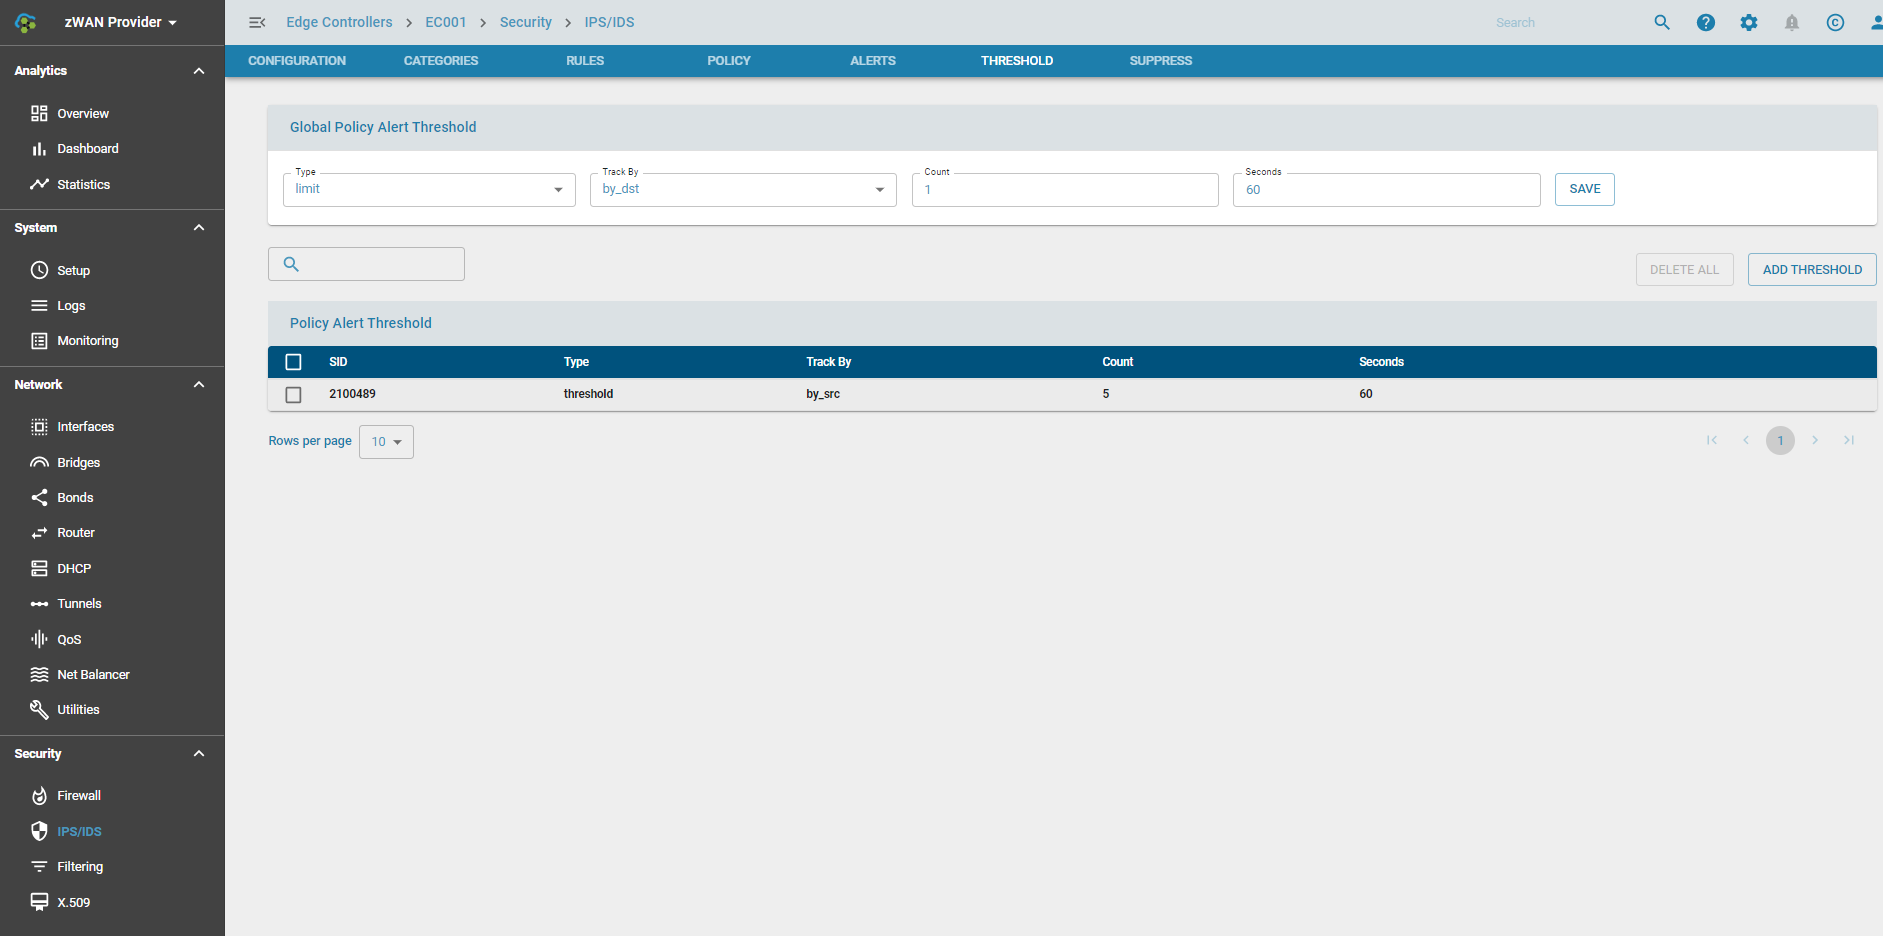 zWAN Provider
Edge Controllers > EC001 > Security > IPS/IDS
Search
CONFIGURATION CATEGORIES RULES POLICY ALERTS THRESHOLD SUPPRESS
Analytics
Overview
Dashboard
Statistics
System
Setup
Logs
Monitoring
Network
Interfaces
Bridges
Bonds
Router
DHCP
Tunnels
QoS
Net Balancer
Utilities
Security
Firewall
IPS/IDS
Filtering
X.509
Global Policy Alert Threshold
Type Track By Count Seconds
limit by_dst 1 60 SAVE
DELETE ALL ADD THRESHOLD
Policy Alert Threshold
SID Type Track By Count Seconds
2100489 threshold by_src 5 60
Rows per page 10 1